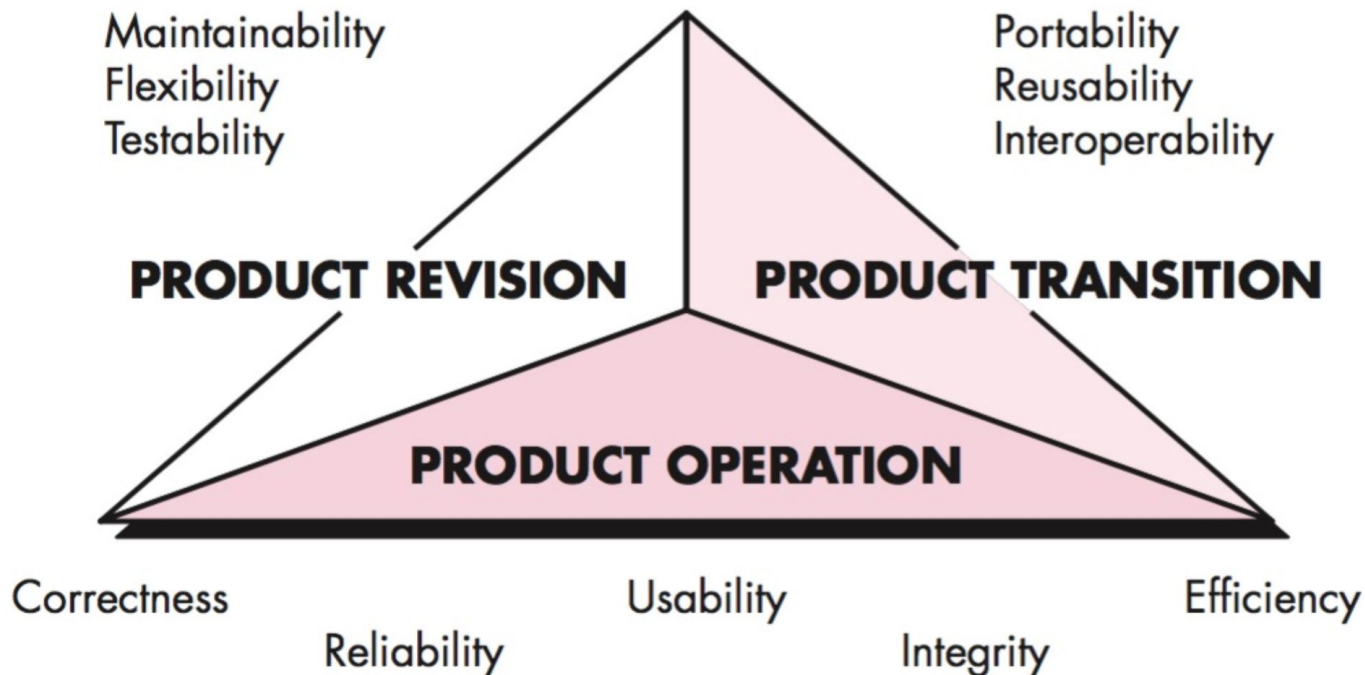 Maintainability
Flexibility
Testability
Portability
Reusability
Interoperability
PRODUCT REVISION
PRODUCT TRANSITION
PRODUCT OPERATION
Correctness
Usability
Efficiency
Reliability
Integrity